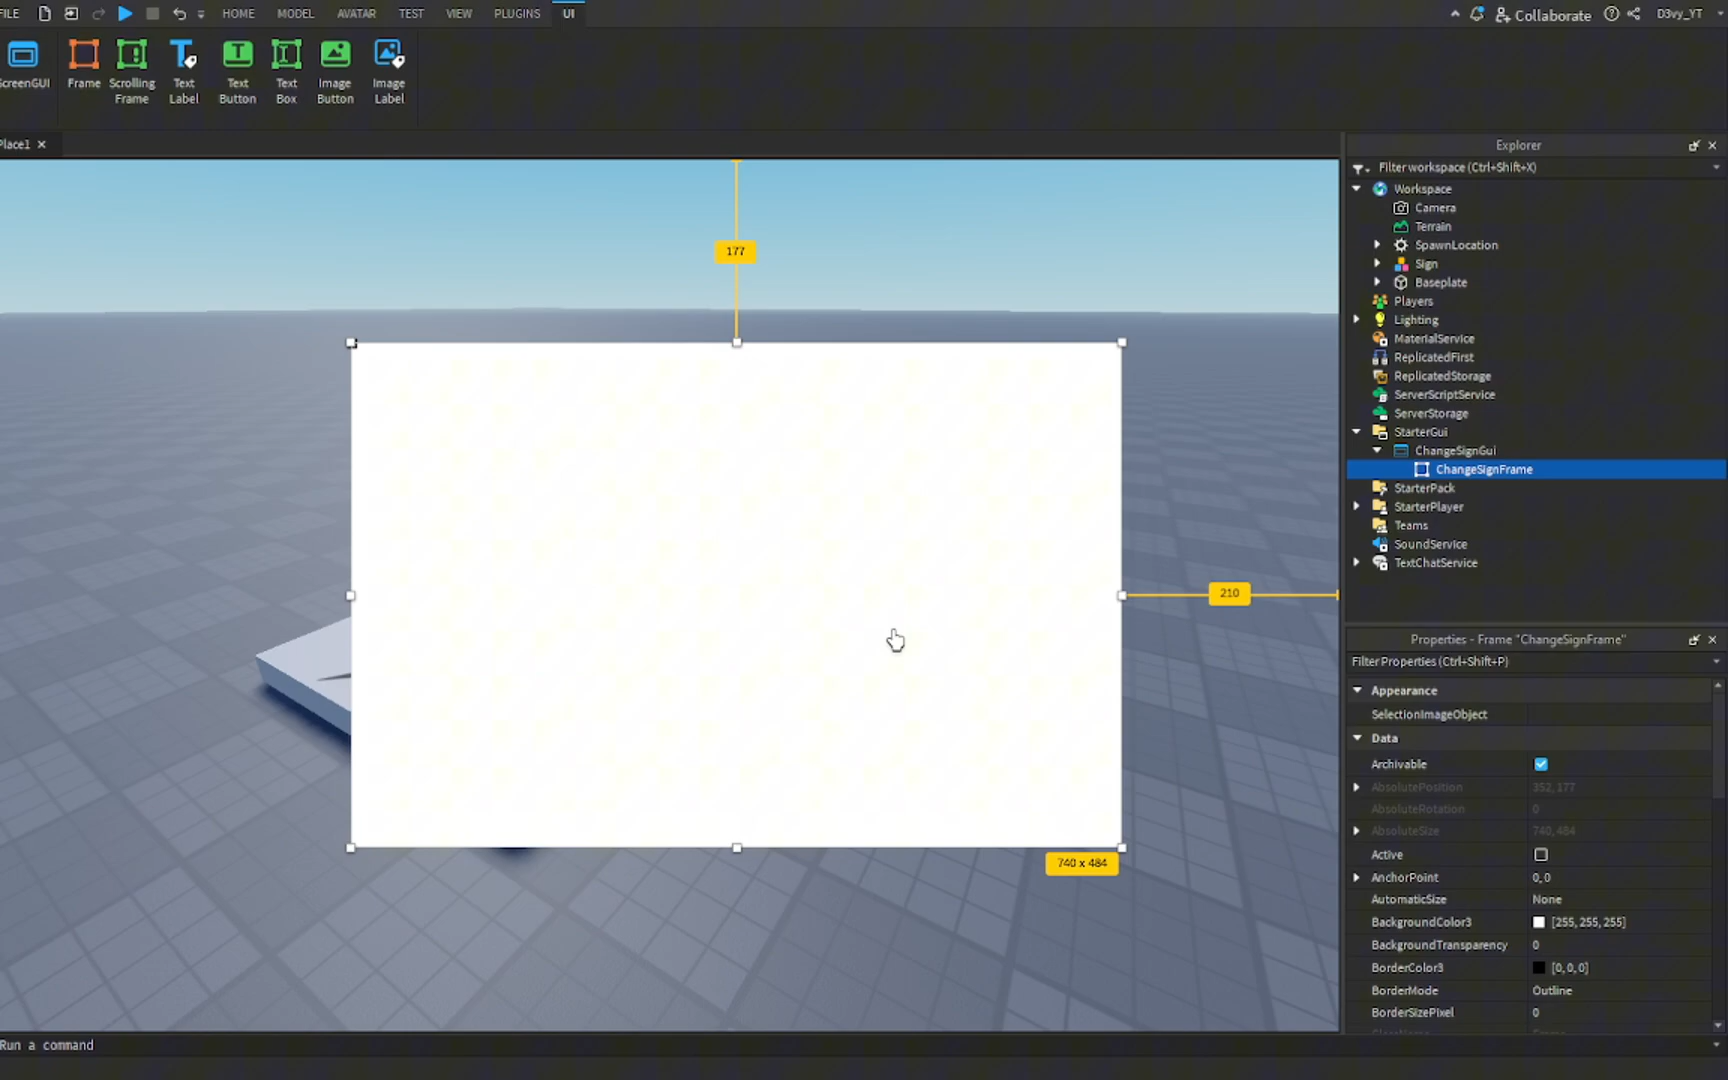 FILE HOME MODEL AVATAR TEST VIEW PLUGINS UI Collaborate D3vy_YT
ScreenGUI Frame Scrolling Frame Text Label Text Button Text Box Image Button Image Label
Place1
177
210
740 x 484
Explorer
Filter workspace (Ctrl+Shift+X)
Workspace
Camera
Terrain
SpawnLocation
Sign
Baseplate
Players
Lighting
MaterialService
ReplicatedFirst
ReplicatedStorage
ServerScriptService
ServerStorage
StarterGui
ChangeSignGui
ChangeSignFrame
StarterPack
StarterPlayer
Teams
SoundService
TextChatService
Properties - Frame "ChangeSignFrame"
Filter Properties (Ctrl+Shift+P)
Appearance
SelectionImageObject
Data
Archivable
AbsolutePosition 352, 177
AbsoluteRotation 0
AbsoluteSize 740, 484
Active
AnchorPoint 0, 0
AutomaticSize None
BackgroundColor3 [255, 255, 255]
BackgroundTransparency 0
BorderColor3 [0, 0, 0]
BorderMode Outline
BorderSizePixel 0
Run a command